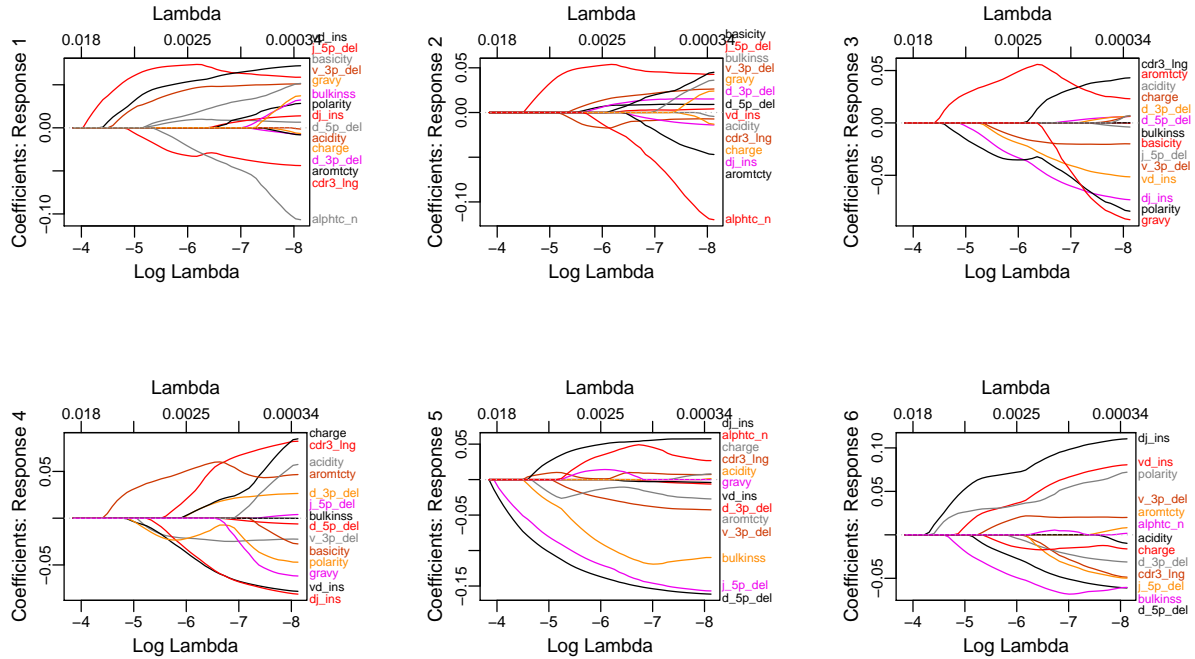 Lambda
0.018 0.0025 0.00034
Coefficients: Response 1
0.00
−0.10
−4 −5 −6 −7 −8
Log Lambda
vd_ins
j_5p_del
basicity
v_3p_del
gravy
bulkinss
polarity
dj_ins
d_5p_del
acidity
charge
d_3p_del
aromtcty
cdr3_lng
alphtc_n
Lambda
0.018 0.0025 0.00034
Coefficients: Response 2
0.05
0.00
−0.10
−4 −5 −6 −7 −8
Log Lambda
basicity
j_5p_del
bulkinss
v_3p_del
gravy
d_3p_del
d_5p_del
vd_ins
acidity
cdr3_lng
charge
dj_ins
aromtcty
alphtc_n
Lambda
0.018 0.0025 0.00034
Coefficients: Response 3
0.05
0.00
−0.05
−4 −5 −6 −7 −8
Log Lambda
cdr3_lng
aromtcty
acidity
charge
d_3p_del
d_5p_del
bulkinss
basicity
j_5p_del
v_3p_del
vd_ins
dj_ins
polarity
gravy
Lambda
0.018 0.0025 0.00034
Coefficients: Response 4
0.05
−0.05
−4 −5 −6 −7 −8
Log Lambda
charge
cdr3_lng
acidity
aromtcty
d_3p_del
j_5p_del
bulkinss
d_5p_del
v_3p_del
basicity
polarity
gravy
vd_ins
dj_ins
Lambda
0.018 0.0025 0.00034
Coefficients: Response 5
0.05
−0.05
−0.15
−4 −5 −6 −7 −8
Log Lambda
dj_ins
alphtc_n
charge
cdr3_lng
acidity
gravy
vd_ins
d_3p_del
aromtcty
v_3p_del
bulkinss
j_5p_del
d_5p_del
Lambda
0.018 0.0025 0.00034
Coefficients: Response 6
0.10
0.05
−0.05
−4 −5 −6 −7 −8
Log Lambda
dj_ins
vd_ins
polarity
v_3p_del
aromtcty
alphtc_n
acidity
charge
d_3p_del
cdr3_lng
j_5p_del
bulkinss
d_5p_del